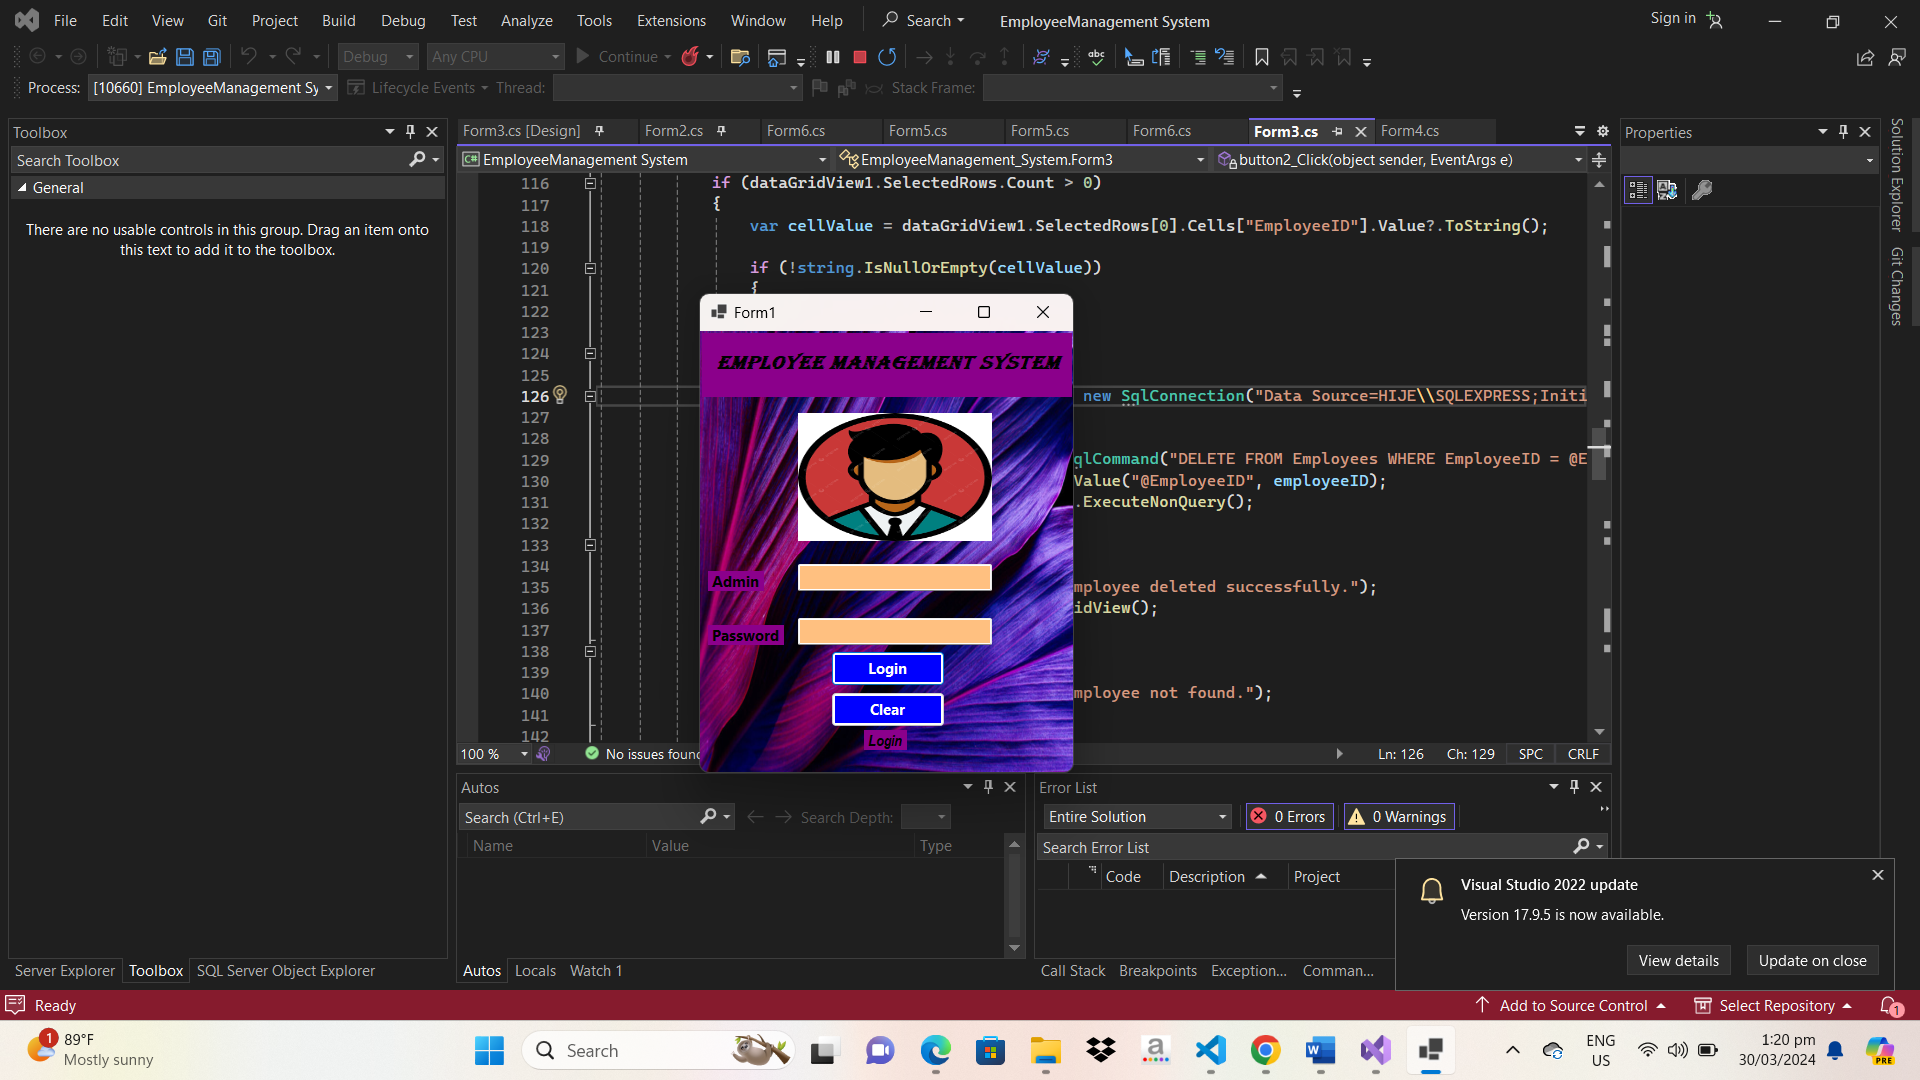 File Edit View Git Project Build Debug Test Analyze Tools Extensions Window Help Search EmployeeManagement System Sign in
Debug Any CPU Continue
Process: [10660] EmployeeManagement Sy Lifecycle Events Thread: Stack Frame:
Toolbox
Search Toolbox
General
There are no usable controls in this group. Drag an item onto
this text to add it to the toolbox.
Form3.cs [Design] Form2.cs Form6.cs Form5.cs Form5.cs Form6.cs Form3.cs Form4.cs
C# EmployeeManagement System EmployeeManagement_System.Form3 button2_Click(object sender, EventArgs e)
116 if (dataGridView1.SelectedRows.Count > 0)
117 {
118 var cellValue = dataGridView1.SelectedRows[0].Cells["EmployeeID"].Value?.ToString();
119
120 if (!string.IsNullOrEmpty(cellValue))
121 {
122
123
124
125
126 new SqlConnection("Data Source=HIJE\\SQLEXPRESS;Initi
127
128
129 qlCommand("DELETE FROM Employees WHERE EmployeeID = @E
130 Value("@EmployeeID", employeeID);
131 .ExecuteNonQuery();
132
133
134
135 mployee deleted successfully.");
136 idView();
137
138
139
140 mployee not found.");
141
142
Form1
EMPLOYEE MANAGEMENT SYSTEM
Admin
Password
Login
Clear
Login
100 % No issues found Ln: 126 Ch: 129 SPC CRLF
Properties
Solution Explorer
Git Changes
Autos
Search (Ctrl+E) Search Depth:
Name Value Type
Error List
Entire Solution 0 Errors 0 Warnings
Search Error List
Code Description Project
Visual Studio 2022 update
Version 17.9.5 is now available.
View details Update on close
Server Explorer Toolbox SQL Server Object Explorer
Autos Locals Watch 1
Call Stack Breakpoints Exception... Comman...
Ready Add to Source Control Select Repository 1
1 89°F
Mostly sunny
Search
a
PRE
ENG
US
1:20 pm
30/03/2024